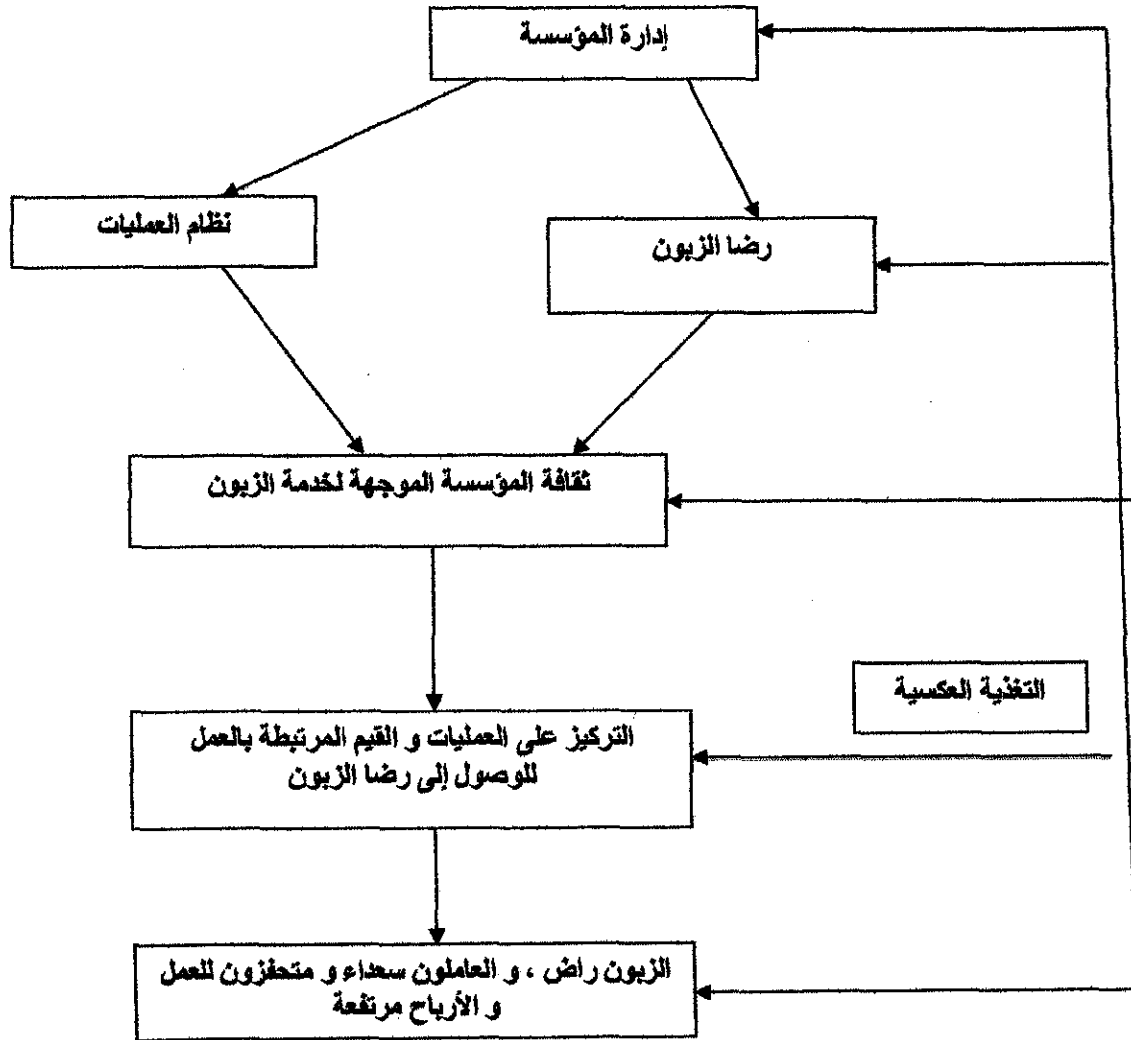 إدارة المؤسسة
رضا الزبون
نظام العمليات
ثقافة المؤسسة الموجهة لخدمة الزبون
التغذية العكسية
التركيز على العمليات و القيم المرتبطة بالعمل
للوصول إلى رضا الزبون
الزبون راض ، و العاملون سعداء و متحفزون للعمل
و الأرباح مرتفعة